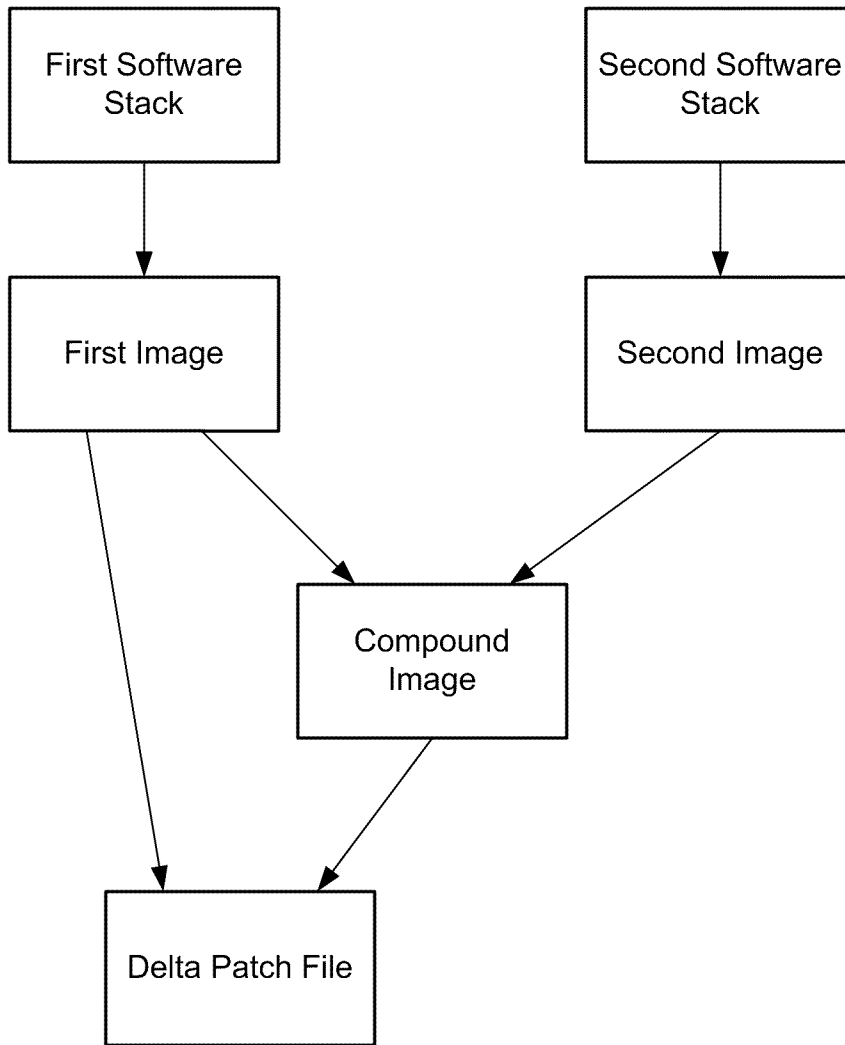 First Software
Stack
Second Software
Stack
First Image
Second Image
Compound
Image
Delta Patch File